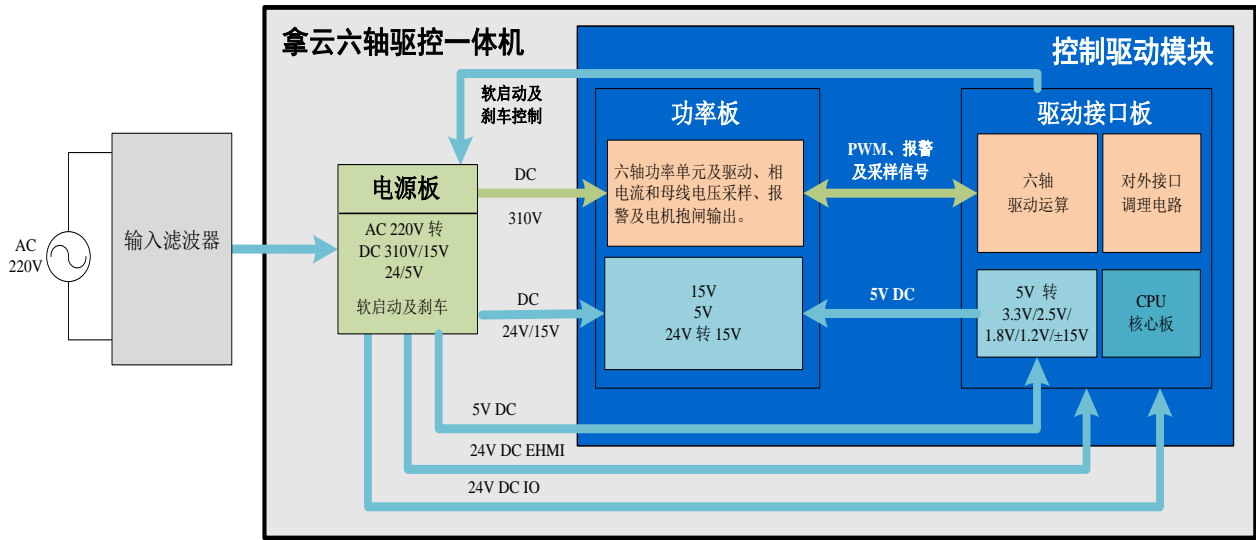 拿云六轴驱控一体机
控制驱动模块
软启动及
刹车控制
功率板
驱动接口板
电源板
AC 220V 转
DC 310V/15V
24/5V
软启动及刹车
DC
310V
六轴功率单元及驱动、相
电流和母线电压采样、报
警及电机抱闸输出。
PWM、报警
及采样信号
六轴
驱动运算
对外接口
调理电路
AC
220V
输入滤波器
DC
24V/15V
15V
5V
24V 转 15V
5V DC
5V 转
3.3V/2.5V/
1.8V/1.2V/±15V
CPU
核心板
5V DC
24V DC EHMI
24V DC IO